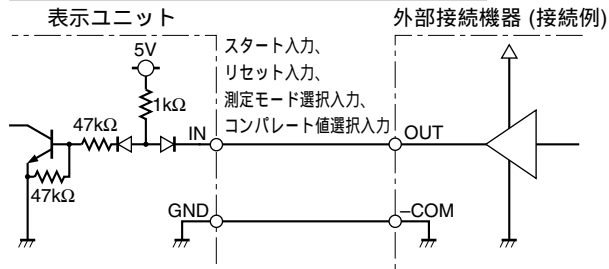 表示ユニット
外部接続機器 (接続例)
5V
スタート入力、
リセット入力、
測定モード選択入力、
コンパレート値選択入力
1kΩ
47kΩ
IN
OUT
47kΩ
GND
–COM